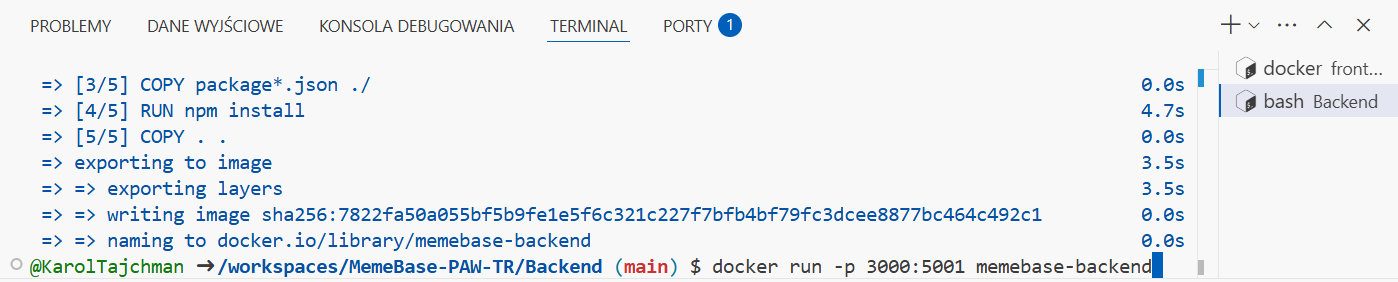 PROBLEMY DANE WYJŚCIOWE KONSOLA DEBUGOWANIA TERMINAL PORTY 1
=> [3/5] COPY package*.json ./ 0.0s
=> [4/5] RUN npm install 4.7s
=> [5/5] COPY . . 0.0s
=> exporting to image 3.5s
=> => exporting layers 3.5s
=> => writing image sha256:7822fa50a055bf5b9fe1e5f6c321c227f7bfb4bf79fc3dcee8877bc464c492c1 0.0s
=> => naming to docker.io/library/memebase-backend 0.0s
@KarolTajchman ➜/workspaces/MemeBase-PAW-TR/Backend (main) $ docker run -p 3000:5001 memebase-backend
docker front...
bash Backend